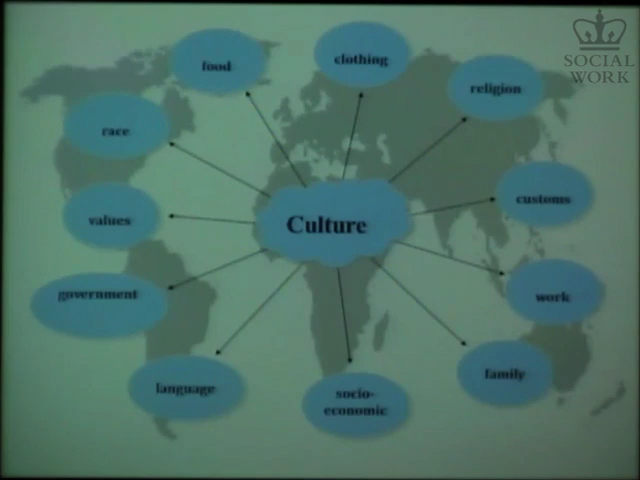 SOCIAL
WORK
food
clothing
religion
race
customs
values
Culture
government
work
language
family
socio-
economic